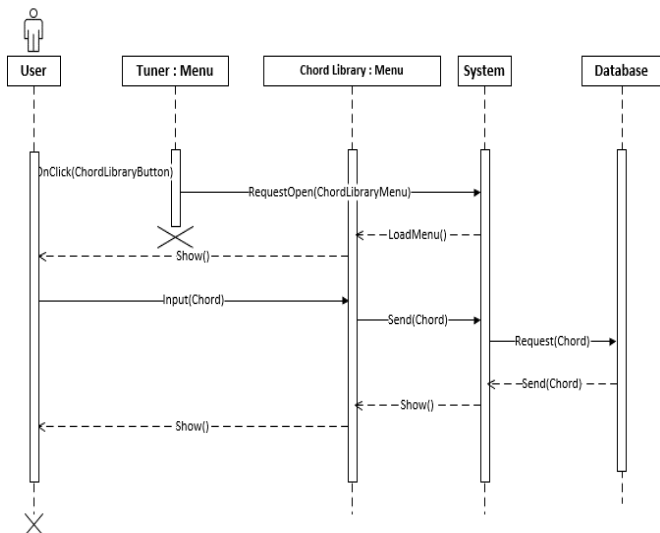 User
Tuner : Menu
Chord Library : Menu
System
Database
OnClick(ChordLibraryButton)
RequestOpen(ChordLibraryMenu)
LoadMenu()
Show()
Input(Chord)
Send(Chord)
Request(Chord)
Send(Chord)
Show()
Show()